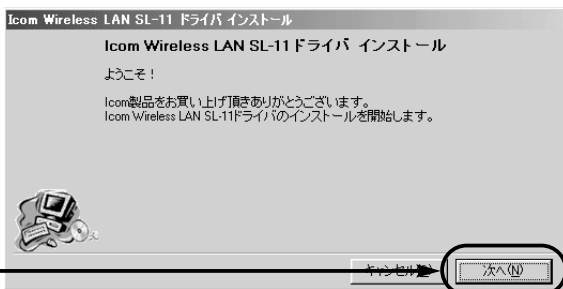 Icom Wireless LAN SL-11 ドライバ インストール
Icom Wireless LAN SL-11 ドライバ インストール
ようこそ！
Icom製品をお買い上げ頂きありがとうございます。
Icom Wireless LAN SL-11ドライバのインストールを開始します。
キャンセル
次へ(N)